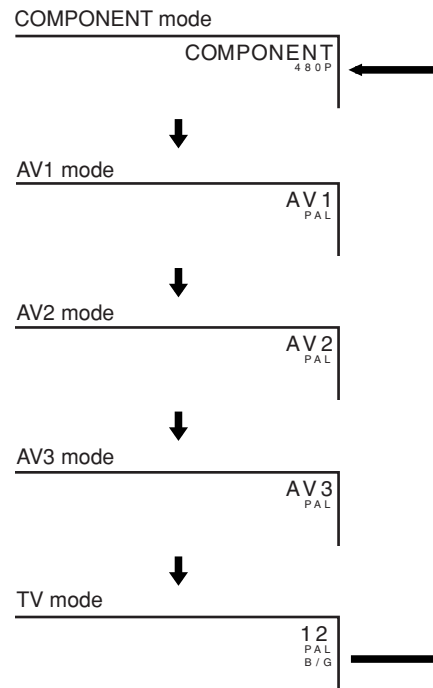 COMPONENT mode
COMPONENT
480P
AV1 mode
AV1
PAL
AV2 mode
AV2
PAL
AV3 mode
AV3
PAL
TV mode
12
PAL
B/G